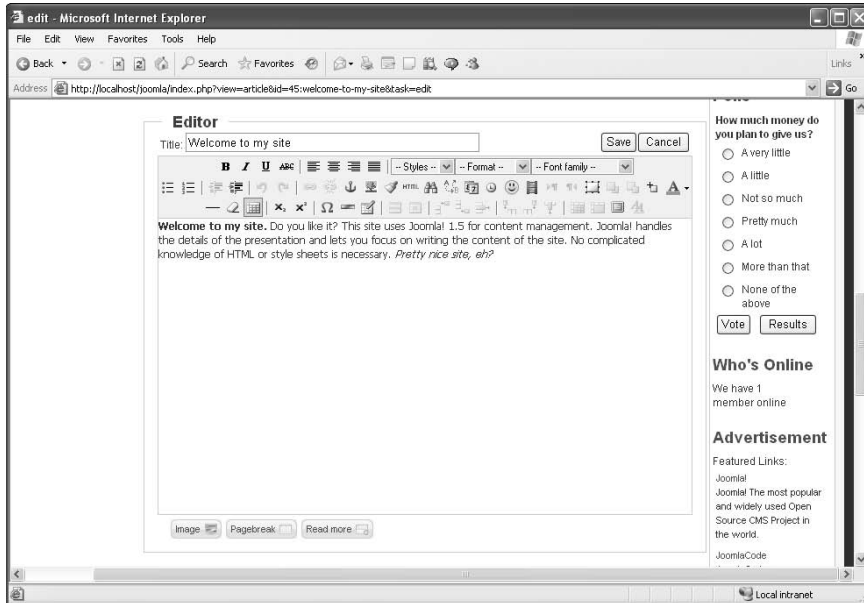 edit - Microsoft Internet Explorer
File Edit View Favorites Tools Help
Back Search Favorites Links
Address http://localhost/joomla/index.php?view=article&id=45:welcome-to-my-site&task=edit Go
Editor
Title: Welcome to my site Save Cancel
B I U ABC -- Styles -- -- Format -- -- Font family --
HTML
Welcome to my site. Do you like it? This site uses Joomla! 1.5 for content management. Joomla! handles
the details of the presentation and lets you focus on writing the content of the site. No complicated
knowledge of HTML or style sheets is necessary. Pretty nice site, eh?
Image Pagebreak Read more
How much money do
you plan to give us?
A very little
A little
Not so much
Pretty much
A lot
More than that
None of the
above
Vote Results
Who's Online
We have 1
member online
Advertisement
Featured Links:
Joomla!
Joomla! The most popular
and widely used Open
Source CMS Project in
the world.
JoomlaCode
Local intranet